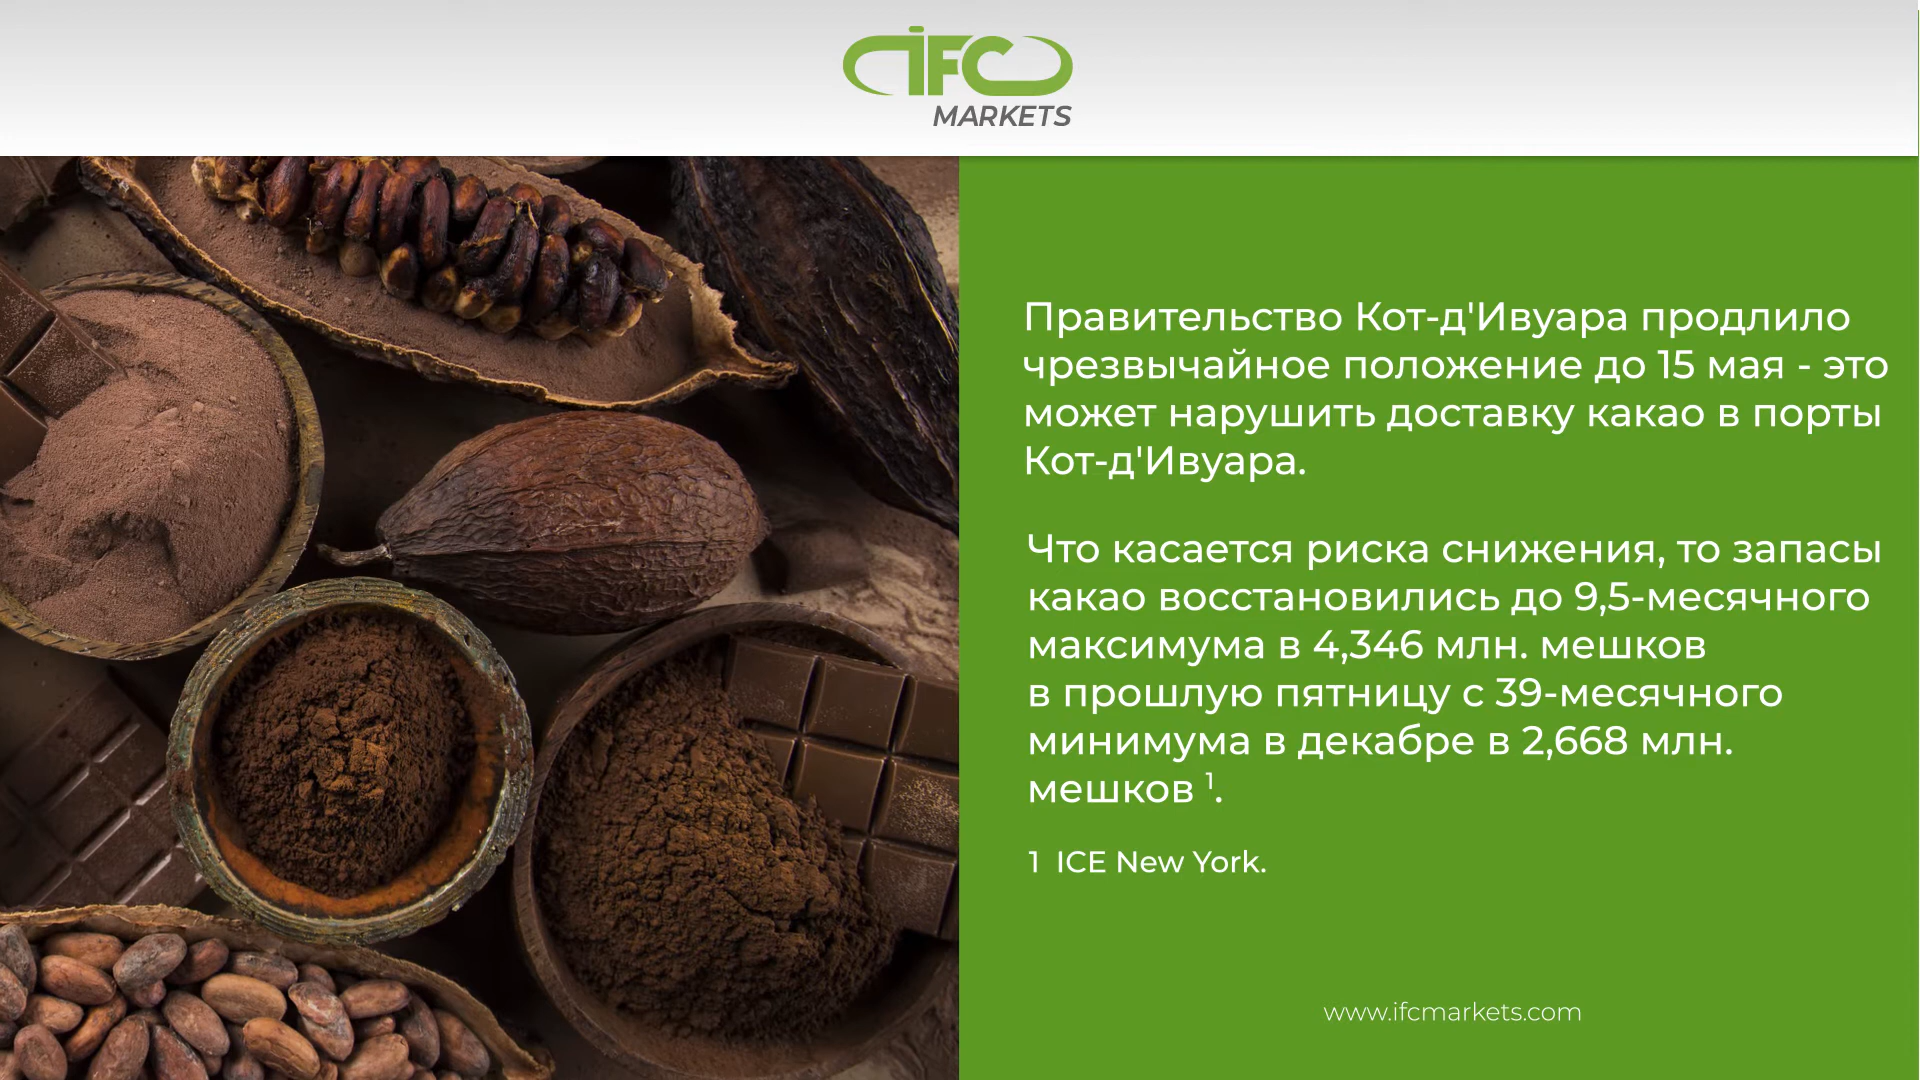 IFC
MARKETS
Правительство Кот-д'Ивуара продлило
чрезвычайное положение до 15 мая - это
может нарушить доставку какао в порты
Кот-д'Ивуара.
Что касается риска снижения, то запасы
какао восстановились до 9,5-месячного
максимума в 4,346 млн. мешков
в прошлую пятницу с 39-месячного
минимума в декабре в 2,668 млн.
мешков ¹.
1 ICE New York.
www.ifcmarkets.com